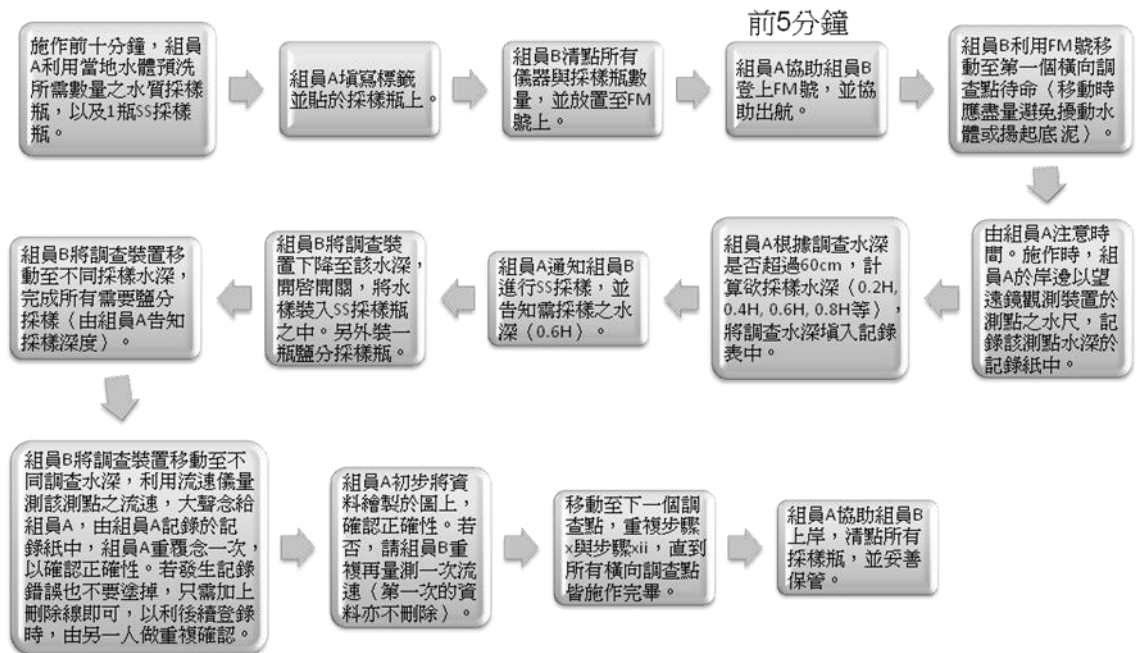 施作前十分鐘，組員
A利用當地水體預洗
所需數量之水質採樣
瓶，以及1瓶SS採樣
瓶。
組員A填寫標籤
並貼於採樣瓶上。
組員B清點所有
儀器與採樣瓶數
量，並放置至FM
號上。
前5分鐘
組員A協助組員B
登上FM號，並協
助出航。
組員B利用FM號移
動至第一個橫向調
查點待命（移動時
應盡量避免擾動水
體或揚起底泥）。
由組員A注意時
間。施作時，組
員A於岸邊以望
遠鏡觀測裝置於
測點之水尺，記
錄該測點水深於
記錄紙中。
組員A根據調查水深
是否超過60cm，計
算欲採樣水深（0.2H,
0.4H, 0.6H, 0.8H等），
將調查水深填入記錄
表中。
組員A通知組員B
進行SS採樣，並
告知需採樣之水
深（0.6H）。
組員B將調查裝
置下降至該水深，
開啓開關，將水
樣裝入SS採樣瓶
之中。另外裝一
瓶鹽分採樣瓶。
組員B將調查裝置移
動至不同採樣水深，
完成所有需要鹽分
採樣（由組員A告知
採樣深度）。
組員B將調查裝置移動至不
同調查水深，利用流速儀量
測該測點之流速，大聲念給
組員A，由組員A記錄於記
錄紙中，組員A重覆念一次，
以確認正確性。若發生記錄
錯誤也不要塗掉，只需加上
刪除線即可，以利後續登錄
時，由另一人做重複確認。
組員A初步將資
料繪製於圖上，
確認正確性。若
否，請組員B重
複再量測一次流
速（第一次的資
料亦不刪除）。
移動至下一個調
查點，重複步驟
x與步驟xii，直到
所有橫向調查點
皆施作完畢。
組員A協助組員B
上岸，清點所有
採樣瓶，並妥善
保管。